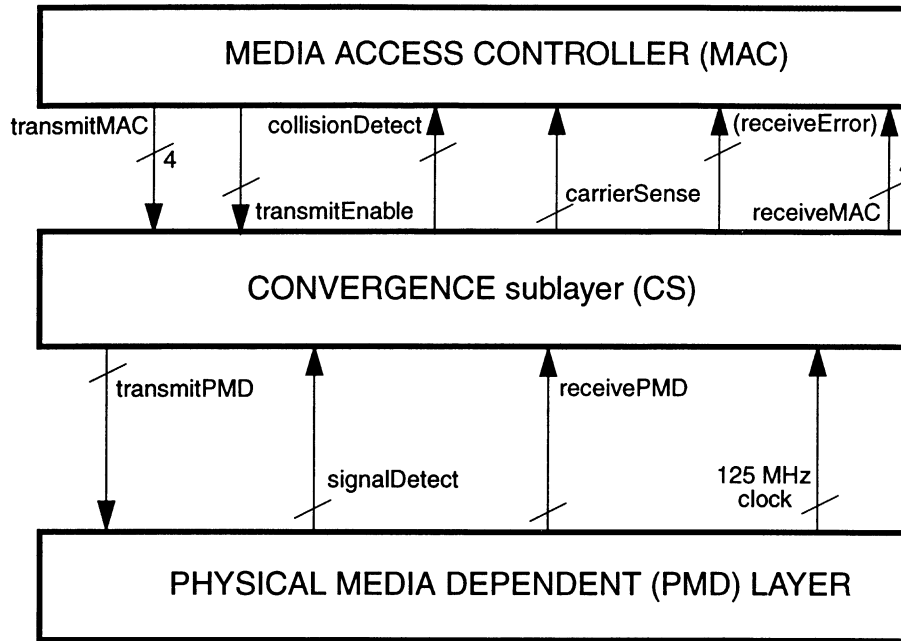 MEDIA ACCESS CONTROLLER (MAC)
transmitMAC
4
transmitEnable
collisionDetect
carrierSense
(receiveError)
receiveMAC
CONVERGENCE sublayer (CS)
transmitPMD
signalDetect
receivePMD
125 MHz
clock
PHYSICAL MEDIA DEPENDENT (PMD) LAYER